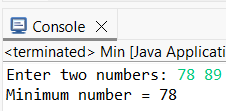 Console
<terminated> Min [Java Applicati
Enter two numbers: 78 89
Minimum number = 78